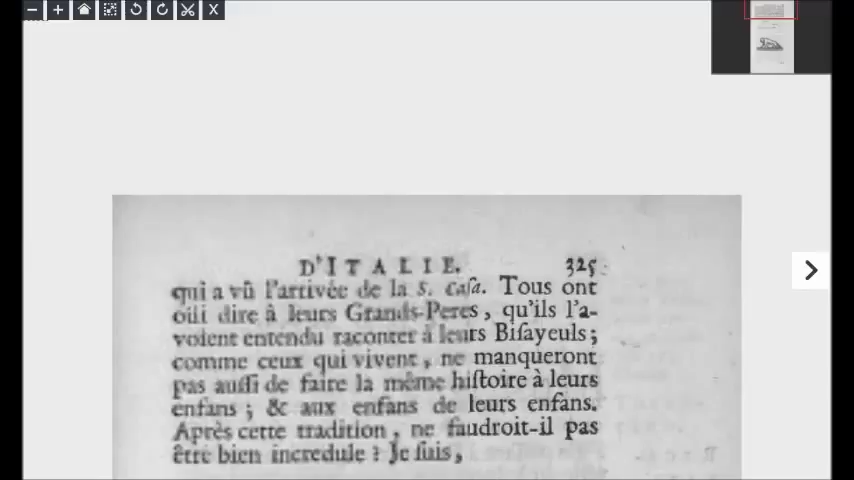 D'ITALIE. 325
qui a vû l'arrivée de la S. Casa. Tous ont
oüi dire à leurs Grands-Peres, qu'ils l'a-
voient entendu raconter à leurs Bisayeuls;
comme ceux qui vivent, ne manqueront
pas aussi de faire la même histoire à leurs
enfans; & aux enfans de leurs enfans.
Après cette tradition, ne faudroit-il pas
être bien incredule? Je suis,